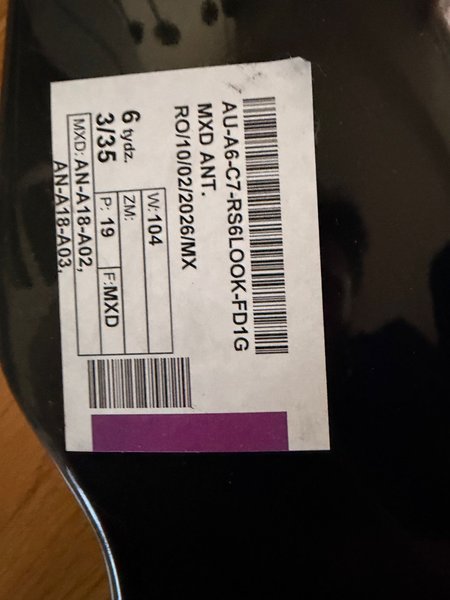 AU-A6-C7-RS6LOOK-FD1G
MXD ANT.
RO/10/02/2026/MX
6 tydz.
3/35
W: 104
ZM:
P: 19
F: MXD
MXD: AN-A18-A02,
AN-A18-A03,